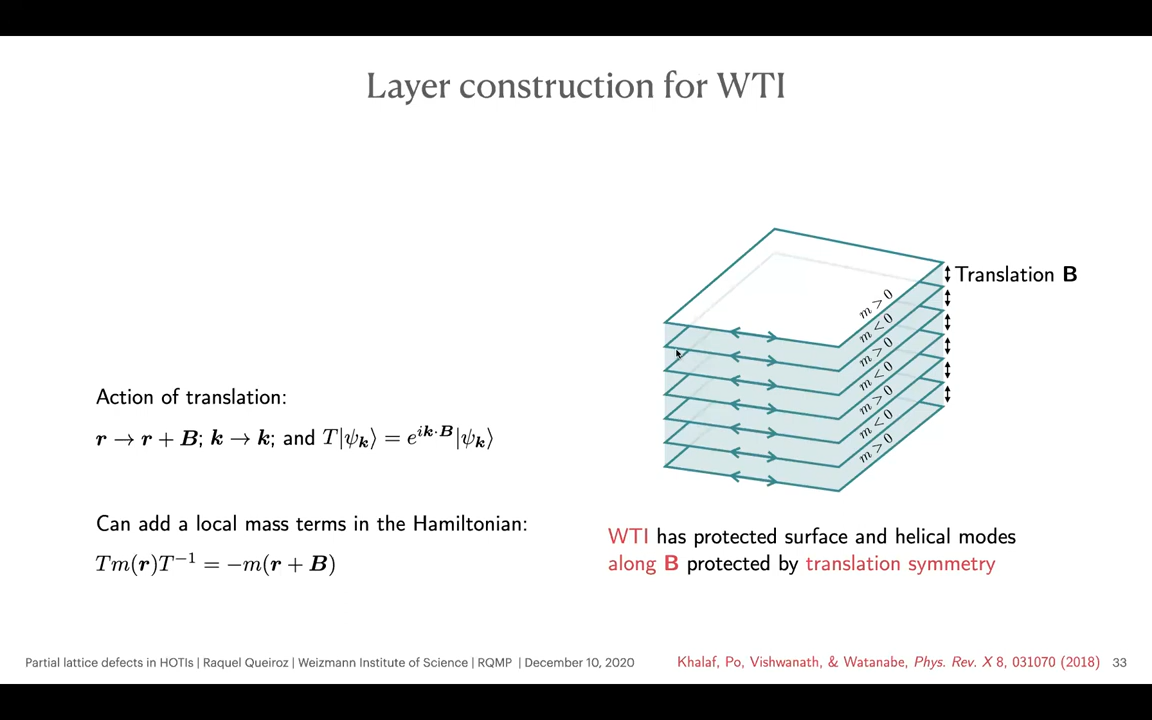 Layer construction for WTI
Translation B
m > 0
m < 0
m > 0
m < 0
m > 0
m < 0
m > 0
Action of translation:
r → r + B; k → k; and T|ψₖ⟩ = e^{ik·B}|ψₖ⟩
Can add a local mass terms in the Hamiltonian:
Tm(r)T⁻¹ = −m(r + B)
WTI has protected surface and helical modes
along B protected by translation symmetry
Partial lattice defects in HOTIs | Raquel Queiroz | Weizmann Institute of Science | RQMP | December 10, 2020
Khalaf, Po, Vishwanath, & Watanabe, Phys. Rev. X 8, 031070 (2018)
33